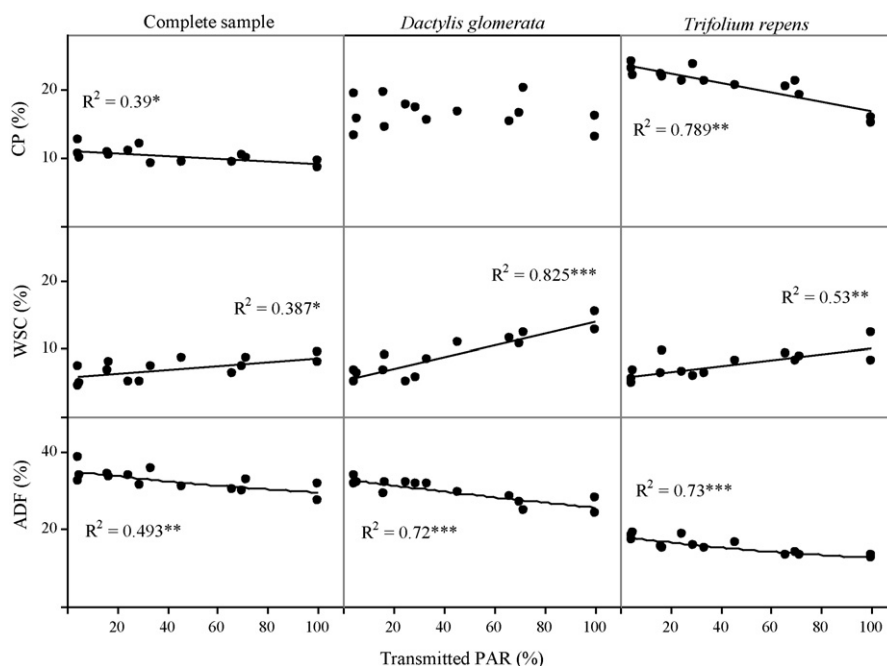 Complete sample
Dactylis glomerata
Trifolium repens
CP (%)
20
10
R² = 0.39*
R² = 0.789**
WSC (%)
20
10
R² = 0.387*
R² = 0.825***
R² = 0.53**
ADF (%)
40
20
R² = 0.493**
R² = 0.72***
R² = 0.73***
20 40 60 80 100
20 40 60 80 100
20 40 60 80 100
Transmitted PAR (%)